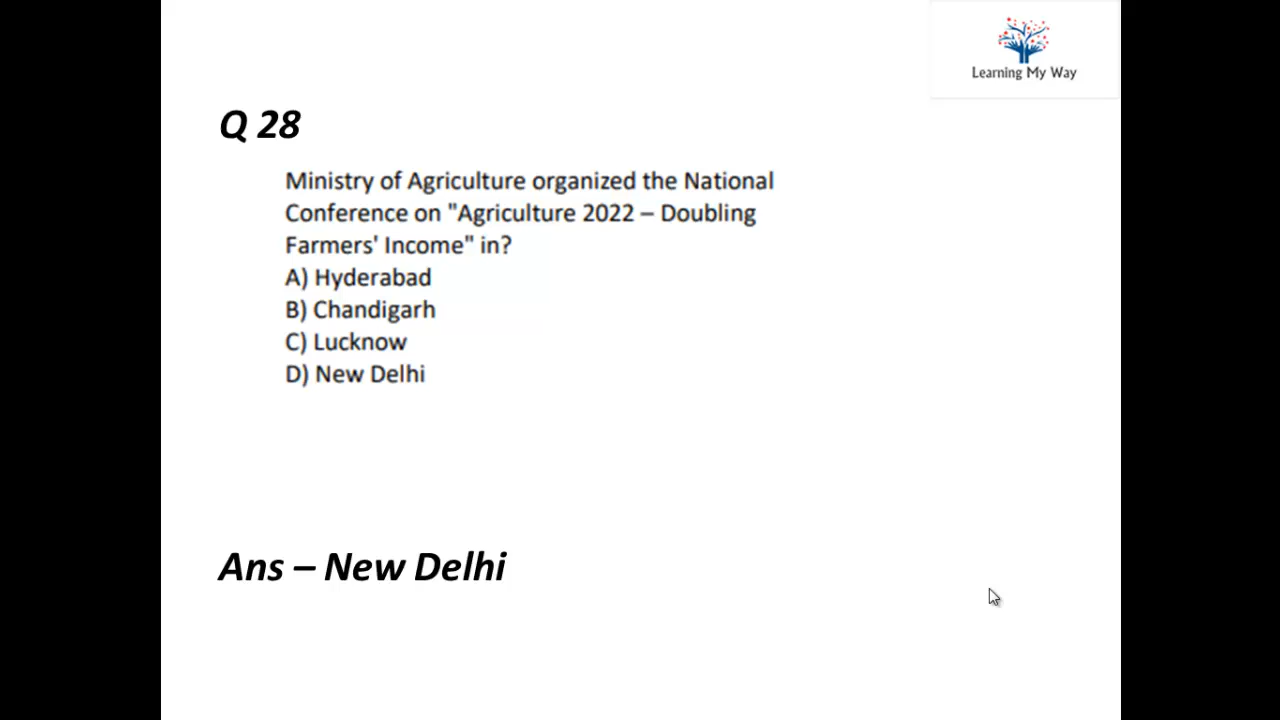 Learning My Way
Q 28
Ministry of Agriculture organized the National
Conference on "Agriculture 2022 – Doubling
Farmers' Income" in?
A) Hyderabad
B) Chandigarh
C) Lucknow
D) New Delhi
Ans – New Delhi